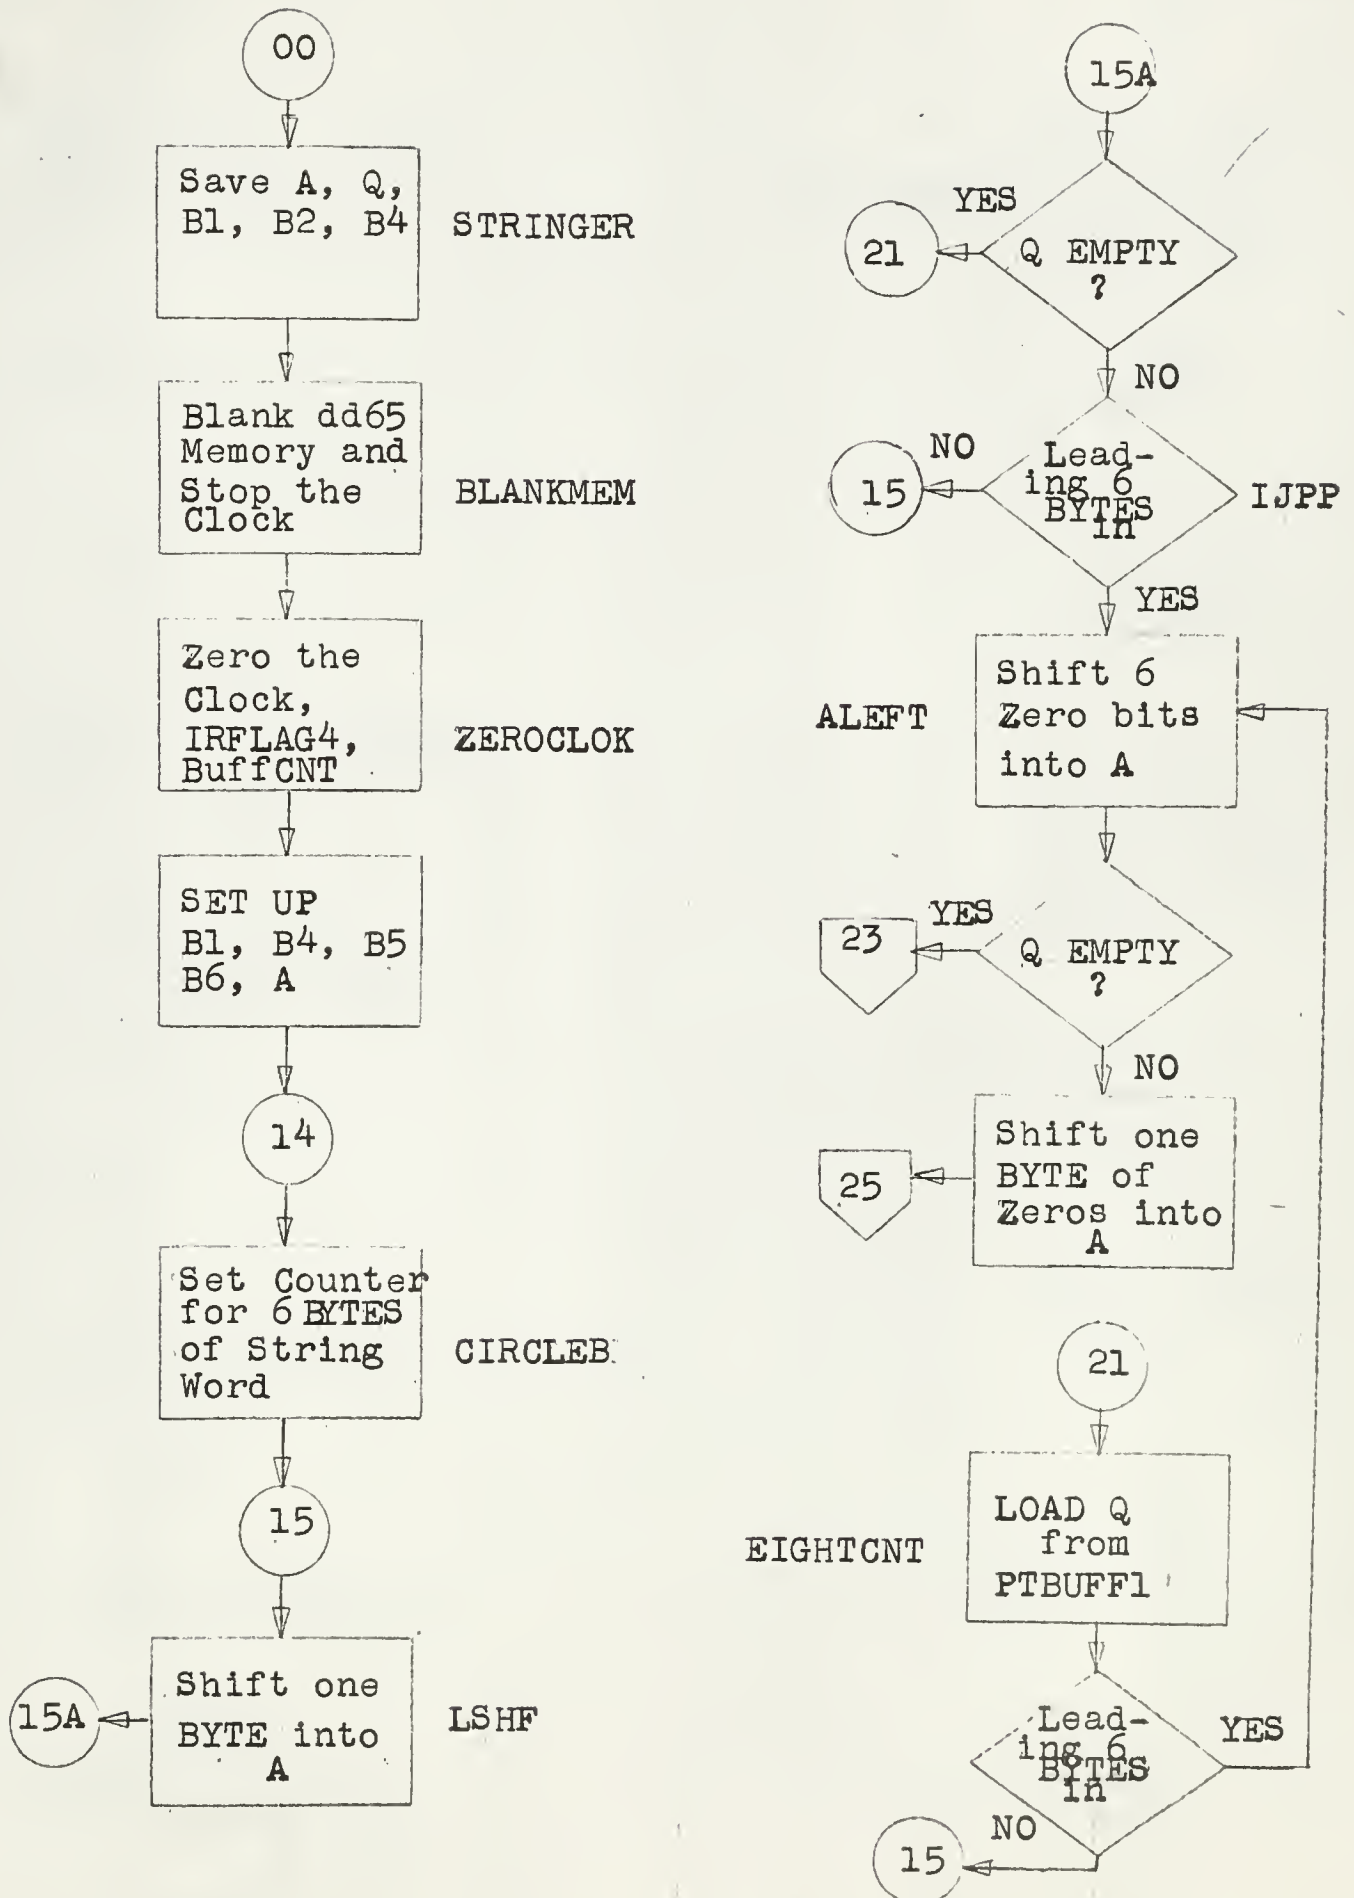 00
Save A, Q,
B1, B2, B4
STRINGER
Blank dd65
Memory and
Stop the
Clock
BLANKMEM
Zero the
Clock,
IRFLAG4,
BuffCNT
ZEROCLOK
SET UP
B1, B4, B5
B6, A
14
Set Counter
for 6 BYTES
of String
Word
CIRCLEB
15
Shift one
BYTE into
A
LSHF
15A
15A
YES
21
Q EMPTY
?
NO
NO
15
Lead-
ing 6
BYTES
in
IJPP
YES
Shift 6
Zero bits
into A
ALEFT
YES
23
Q EMPTY
?
NO
Shift one
BYTE of
Zeros into
A
25
21
LOAD Q
from
PTBUFF1
EIGHTCNT
Lead-
ing 6
BYTES
in
YES
NO
15